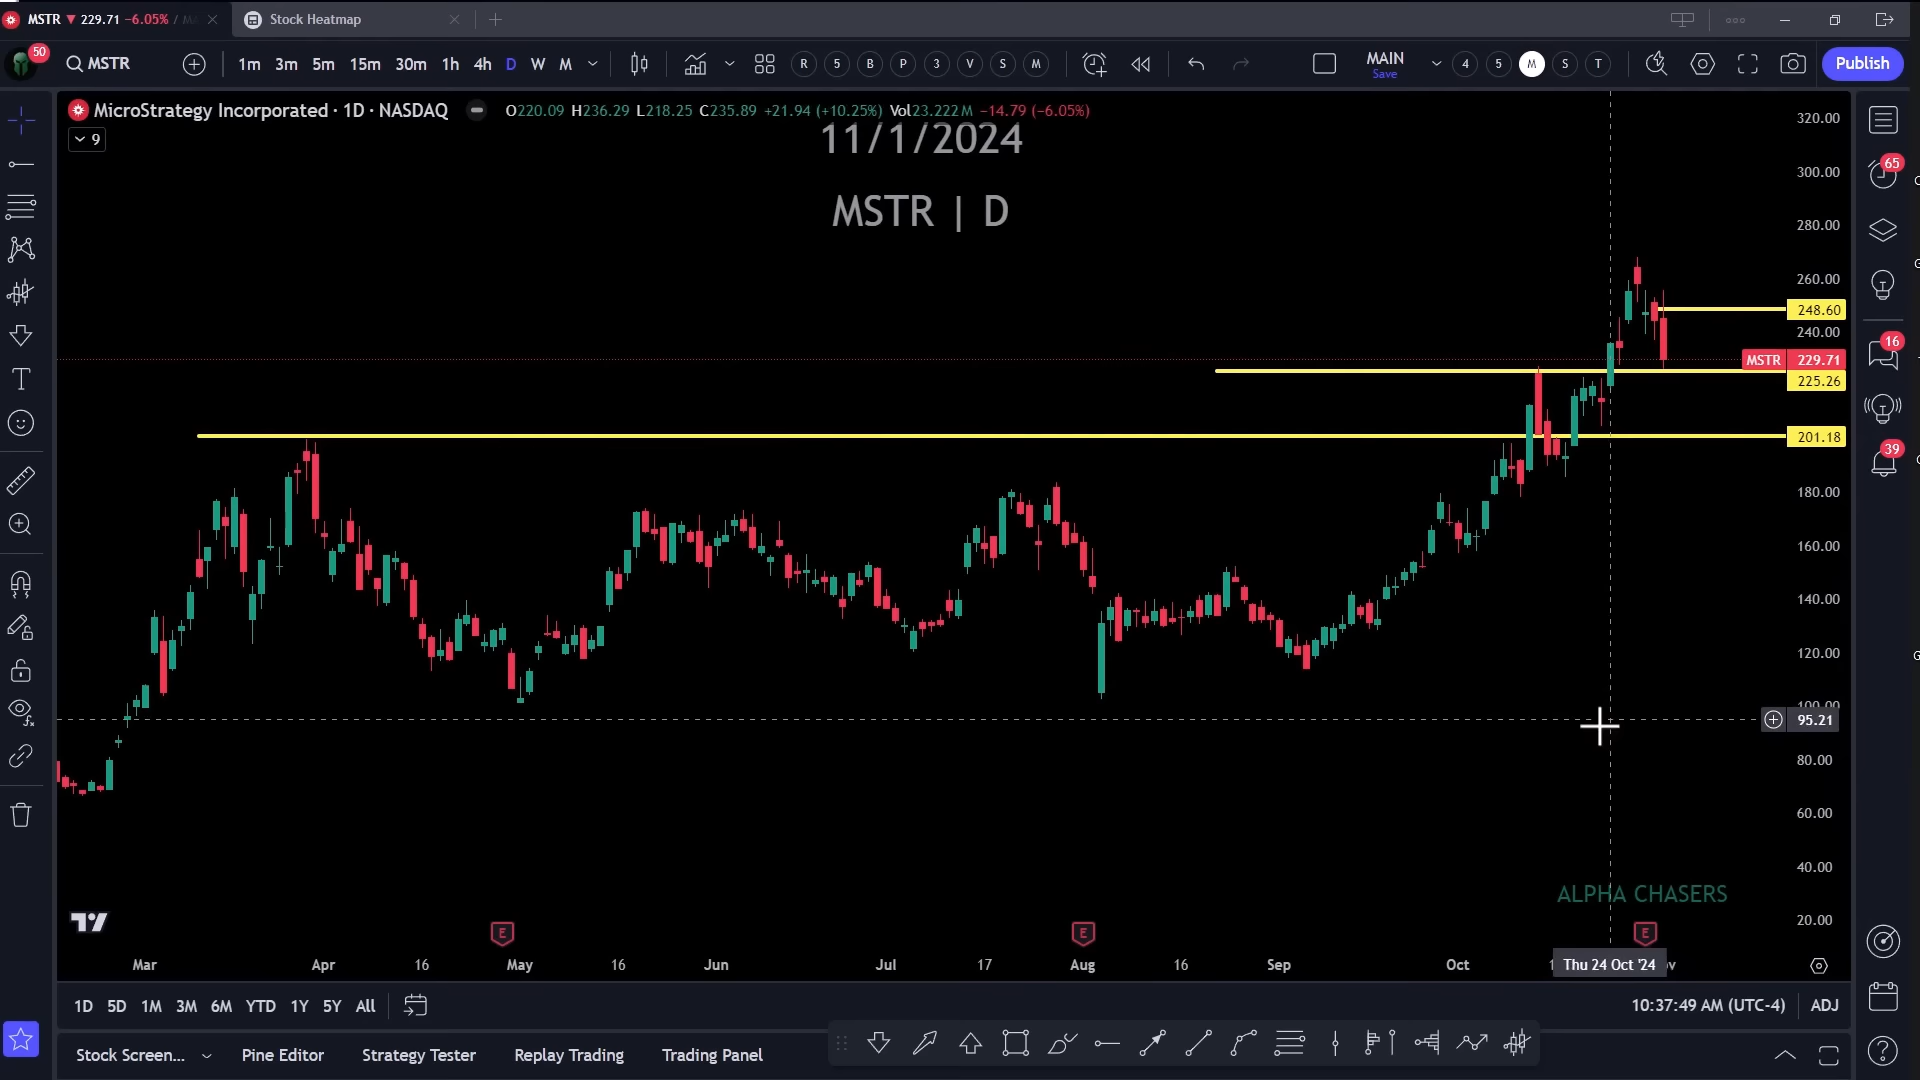 MSTR ▼ 229.71 −6.05% /
Stock Heatmap
50
MSTR
1m 3m 5m 15m 30m 1h 4h D W M
R 5 B P 3 V S M
MAIN
Save
4 5 M S T
Publish
MicroStrategy Incorporated · 1D · NASDAQ
O220.09 H236.29 L218.25 C235.89 +21.94 (+10.25%) Vol23.222M −14.79 (−6.05%)
9
11/1/2024
MSTR | D
320.00
300.00
280.00
260.00
248.60
240.00
MSTR 229.71
225.26
201.18
180.00
160.00
140.00
120.00
100.00
95.21
80.00
60.00
40.00
20.00
65
16
39
ALPHA CHASERS
E E E
Mar Apr 16 May 16 Jun Jul 17 Aug 16 Sep Oct Thu 24 Oct '24
1D 5D 1M 3M 6M YTD 1Y 5Y All
10:37:49 AM (UTC-4) ADJ
Stock Screen... Pine Editor Strategy Tester Replay Trading Trading Panel